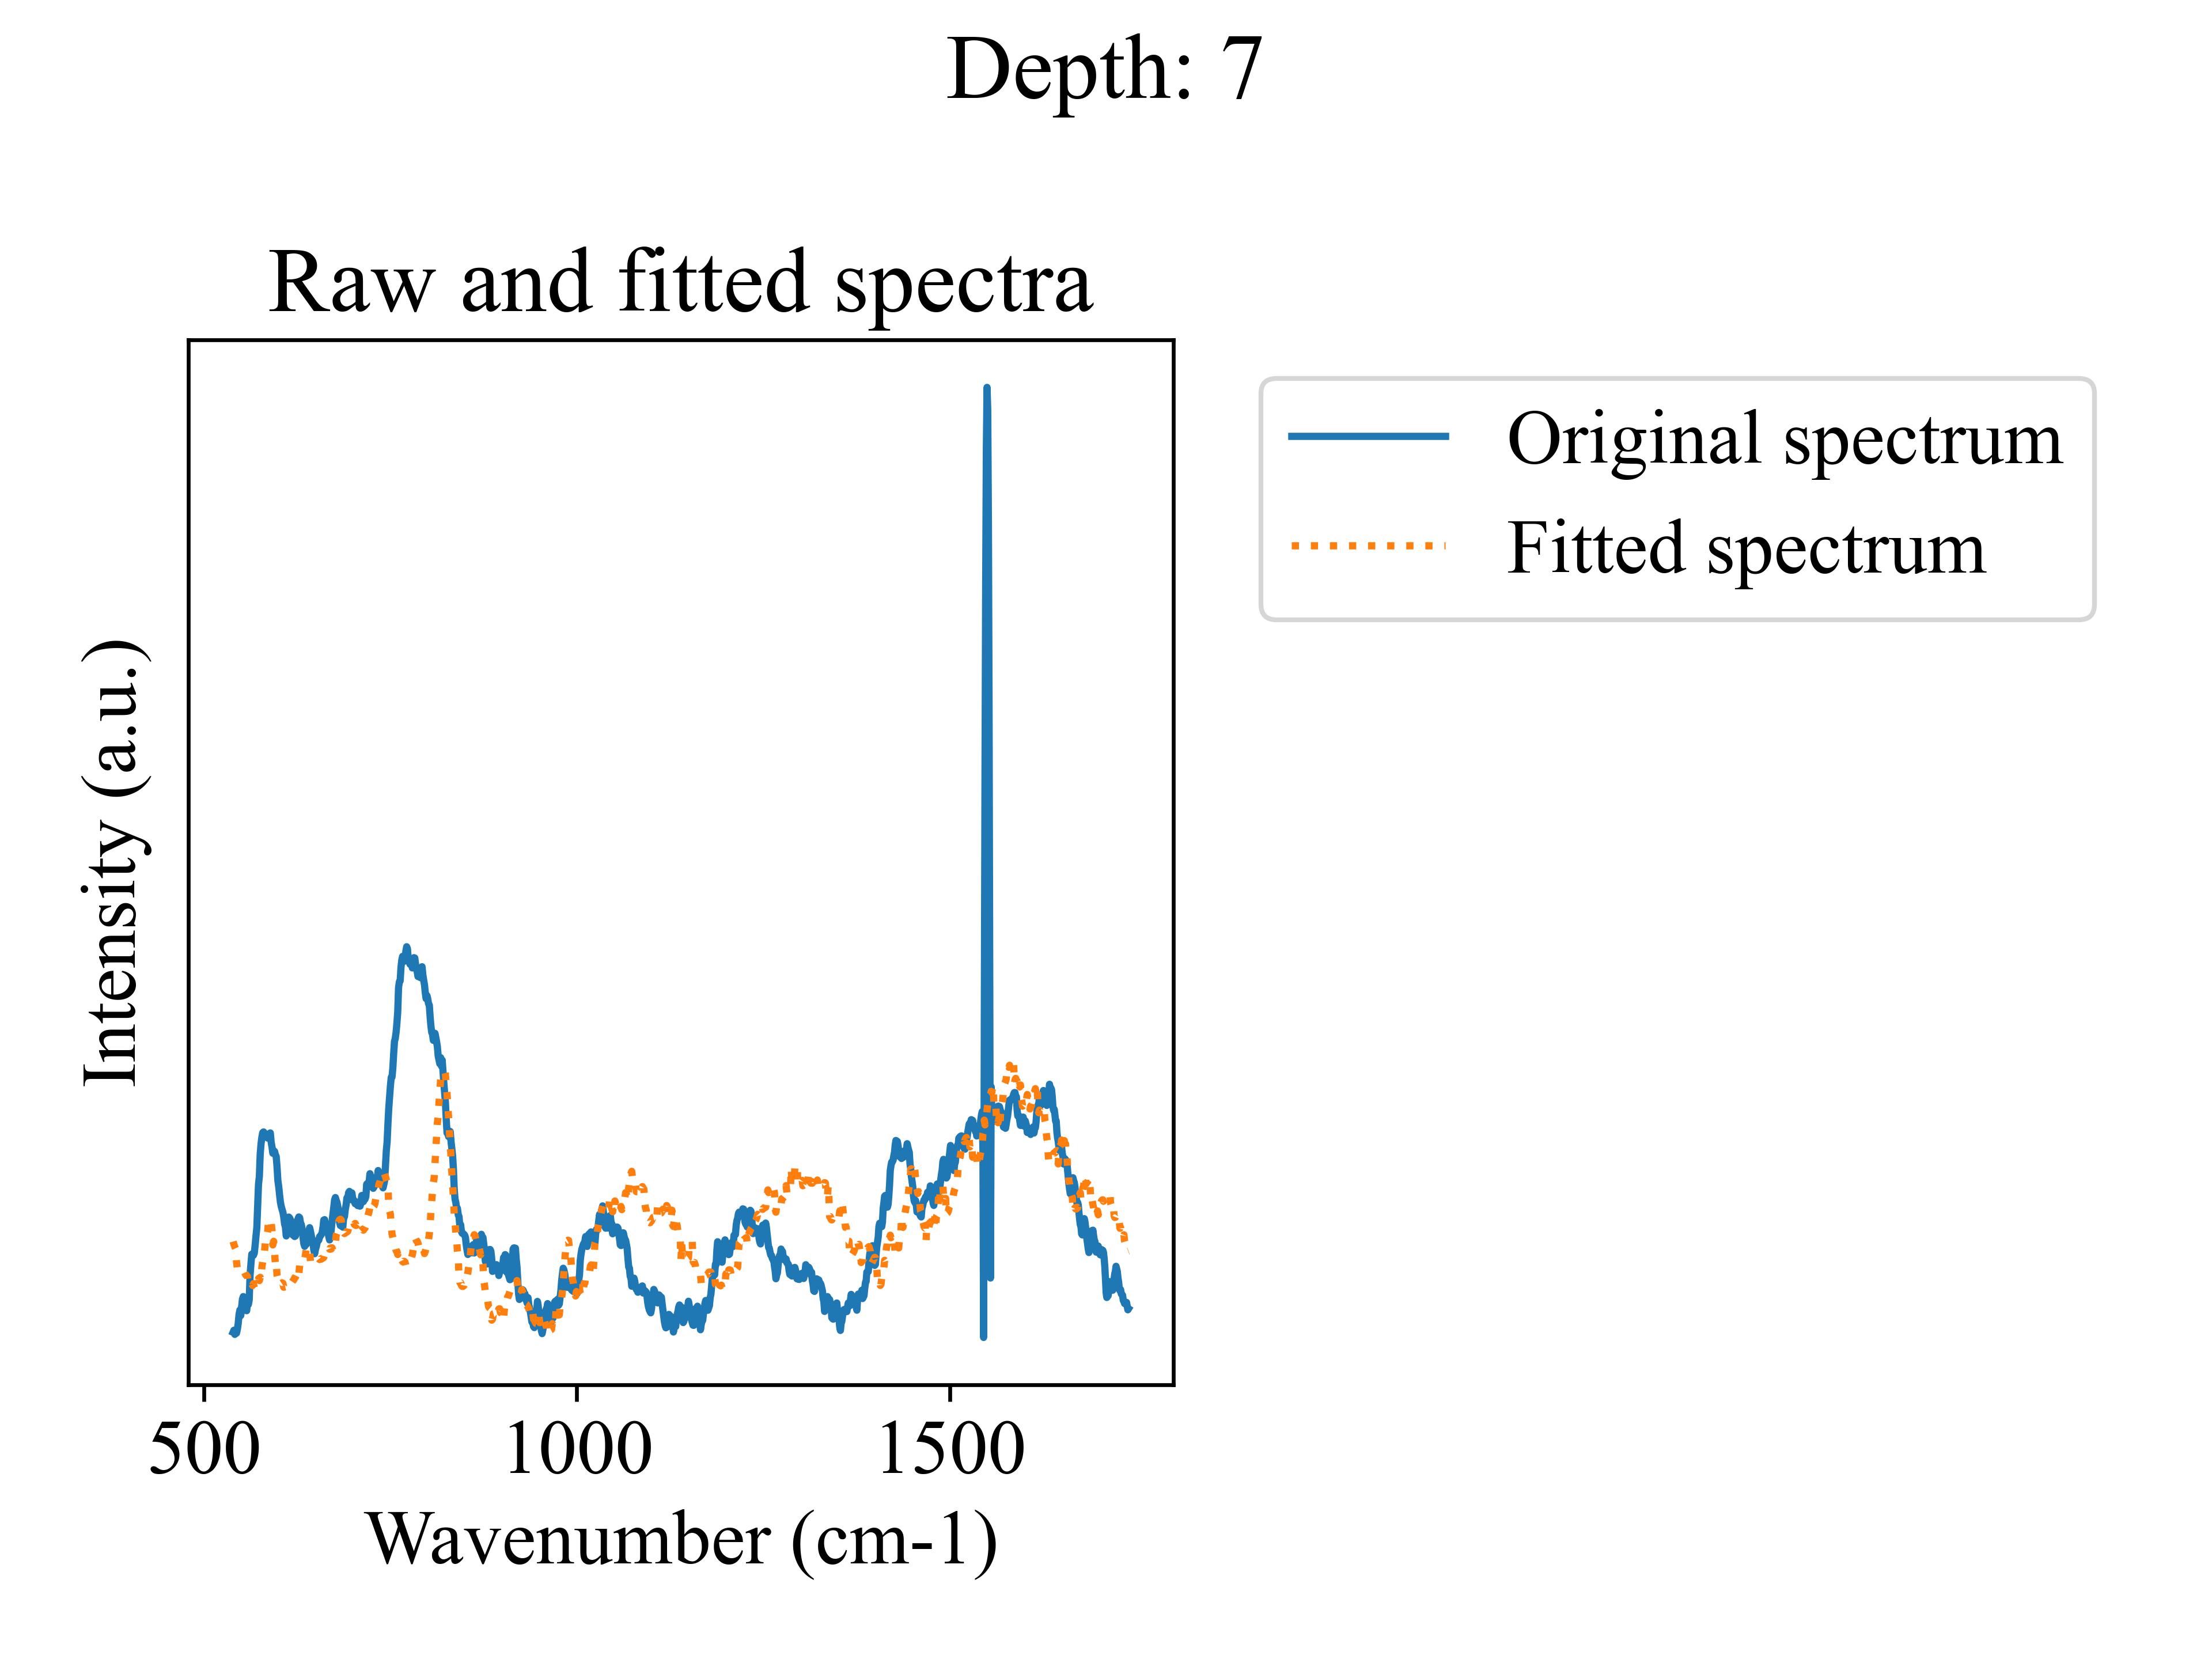 Depth: 7
Raw and fitted spectra
Original spectrum
Fitted spectrum
Intensity (a.u.)
500 1000 1500
Wavenumber (cm-1)